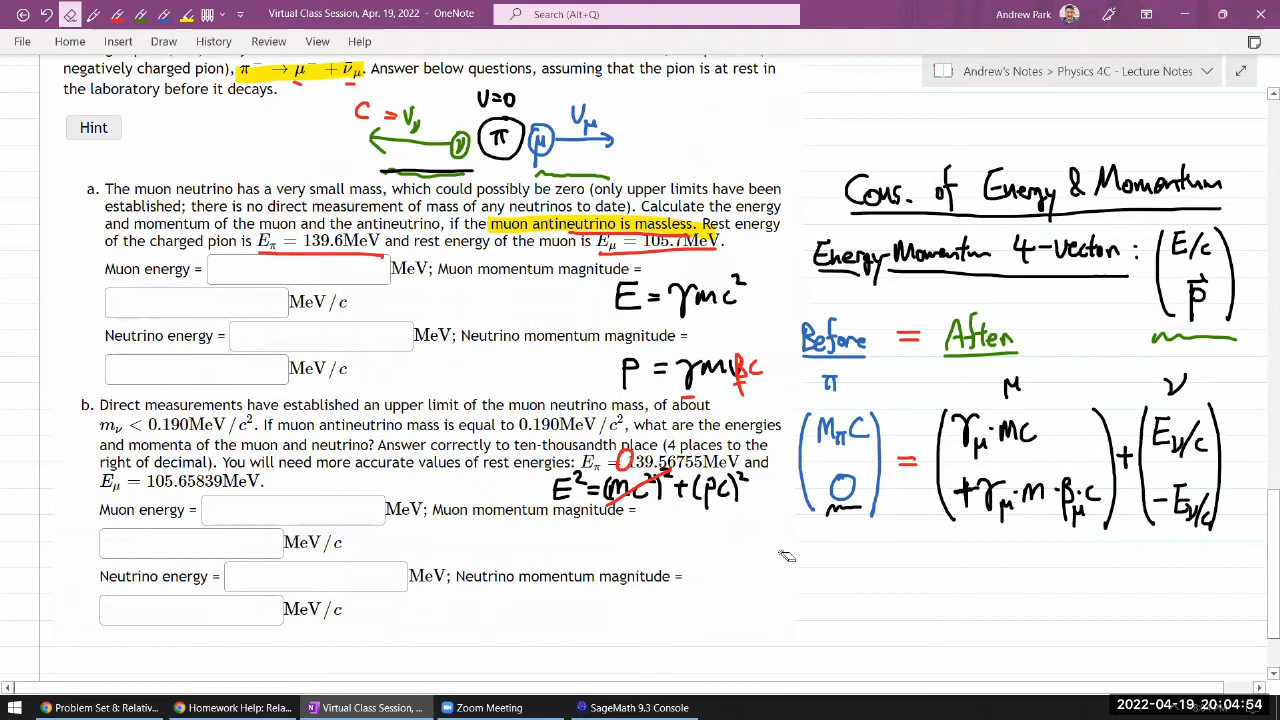 Virtual Class Session, Apr. 19, 2022 - OneNote
Search (Alt+Q)
Andrew Park
File Home Insert Draw History Review View Help
negatively charged pion), π⁻ → μ⁻ + ν̄μ. Answer below questions, assuming that the pion is at rest in
the laboratory before it decays.
Andrew's Notes Physics 4C - Lecture Notes
Hint
C = Vν
V=0
Vμ
ν π μ
a. The muon neutrino has a very small mass, which could possibly be zero (only upper limits have been
established; there is no direct measurement of mass of any neutrinos to date). Calculate the energy
and momentum of the muon and the antineutrino, if the muon antineutrino is massless. Rest energy
of the charged pion is Eπ = 139.6MeV and rest energy of the muon is Eμ = 105.7MeV.
Muon energy = MeV; Muon momentum magnitude =
MeV/c
E = γmc²
Neutrino energy = MeV; Neutrino momentum magnitude =
MeV/c
P = γmβc
b. Direct measurements have established an upper limit of the muon neutrino mass, of about
mν < 0.190MeV/c². If muon antineutrino mass is equal to 0.190MeV/c², what are the energies
and momenta of the muon and neutrino? Answer correctly to ten-thousandth place (4 places to the
right of decimal). You will need more accurate values of rest energies: Eπ = 139.56755MeV and
Eμ = 105.65839MeV.
0
E² = (mc²)² + (pc)²
Muon energy = MeV; Muon momentum magnitude =
MeV/c
Neutrino energy = MeV; Neutrino momentum magnitude =
MeV/c
Cons. of Energy & Momentum
Energy Momentum 4-Vector : (E/c
p⃗)
Before = After
π μ ν
(MπC) = (γμ·mc) + (Eν/c)
(0) (+γμ·m·βμ·c) (-Eν/c)
Problem Set 8: Relativ... Homework Help: Rela... Virtual Class Session,... Zoom Meeting SageMath 9.3 Console
2022-04-19 20:04:54